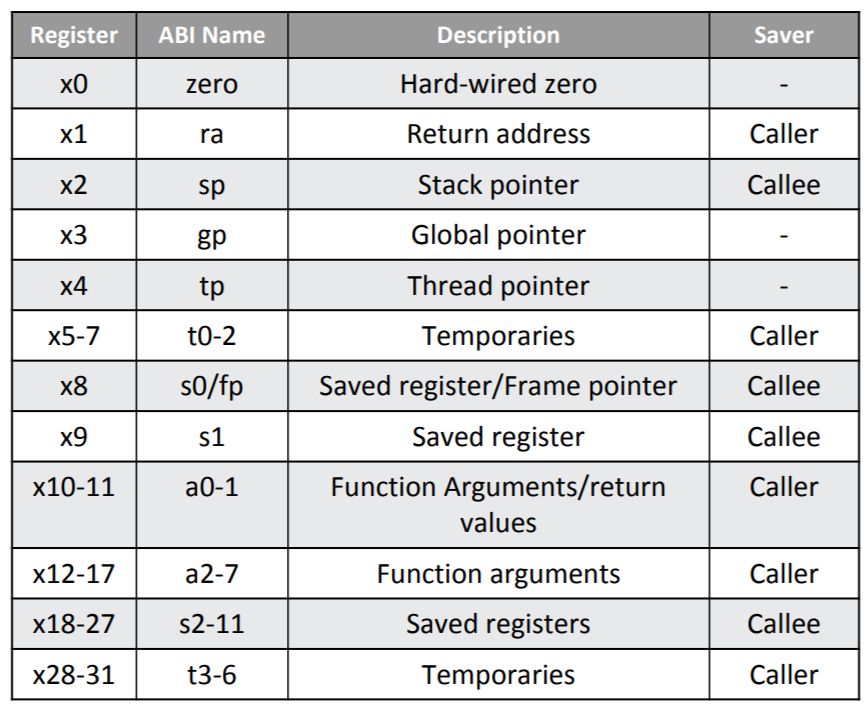 Register ABI Name Description Saver
x0 zero Hard-wired zero -
x1 ra Return address Caller
x2 sp Stack pointer Callee
x3 gp Global pointer -
x4 tp Thread pointer -
x5-7 t0-2 Temporaries Caller
x8 s0/fp Saved register/Frame pointer Callee
x9 s1 Saved register Callee
x10-11 a0-1 Function Arguments/return Caller
values
x12-17 a2-7 Function arguments Caller
x18-27 s2-11 Saved registers Callee
x28-31 t3-6 Temporaries Caller